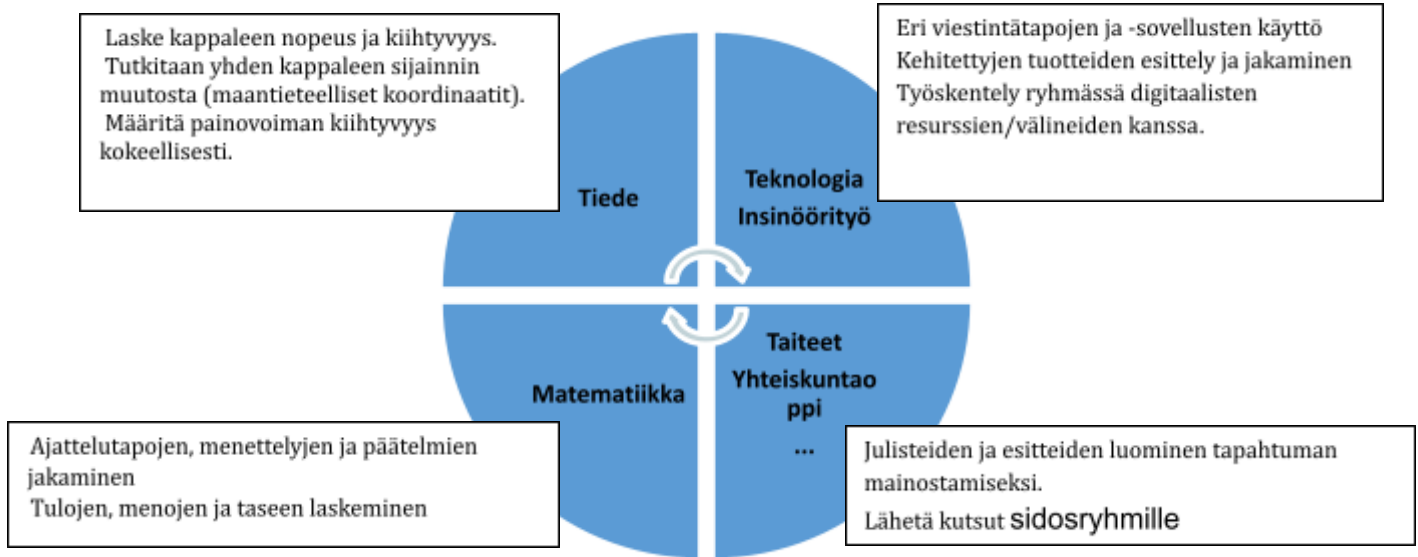 Laske kappaleen nopeus ja kiihtyvyys.
Tutkitaan yhden kappaleen sijainnin
muutosta (maantieteelliset koordinaatit).
Määritä painovoiman kiihtyvyys
kokeellisesti.
Eri viestintätapojen ja -sovellusten käyttö
Kehitettyjen tuotteiden esittely ja jakaminen
Työskentely ryhmässä digitaalisten
resurssien/välineiden kanssa.
Tiede
Teknologia
Insinöörityö
Matematiikka
Taiteet
Yhteiskuntao
ppi
...
Ajattelutapojen, menettelyjen ja päätelmien
jakaminen
Tulojen, menojen ja taseen laskeminen
Julisteiden ja esitteiden luominen tapahtuman
mainostamiseksi.
Lähetä kutsut sidosryhmille